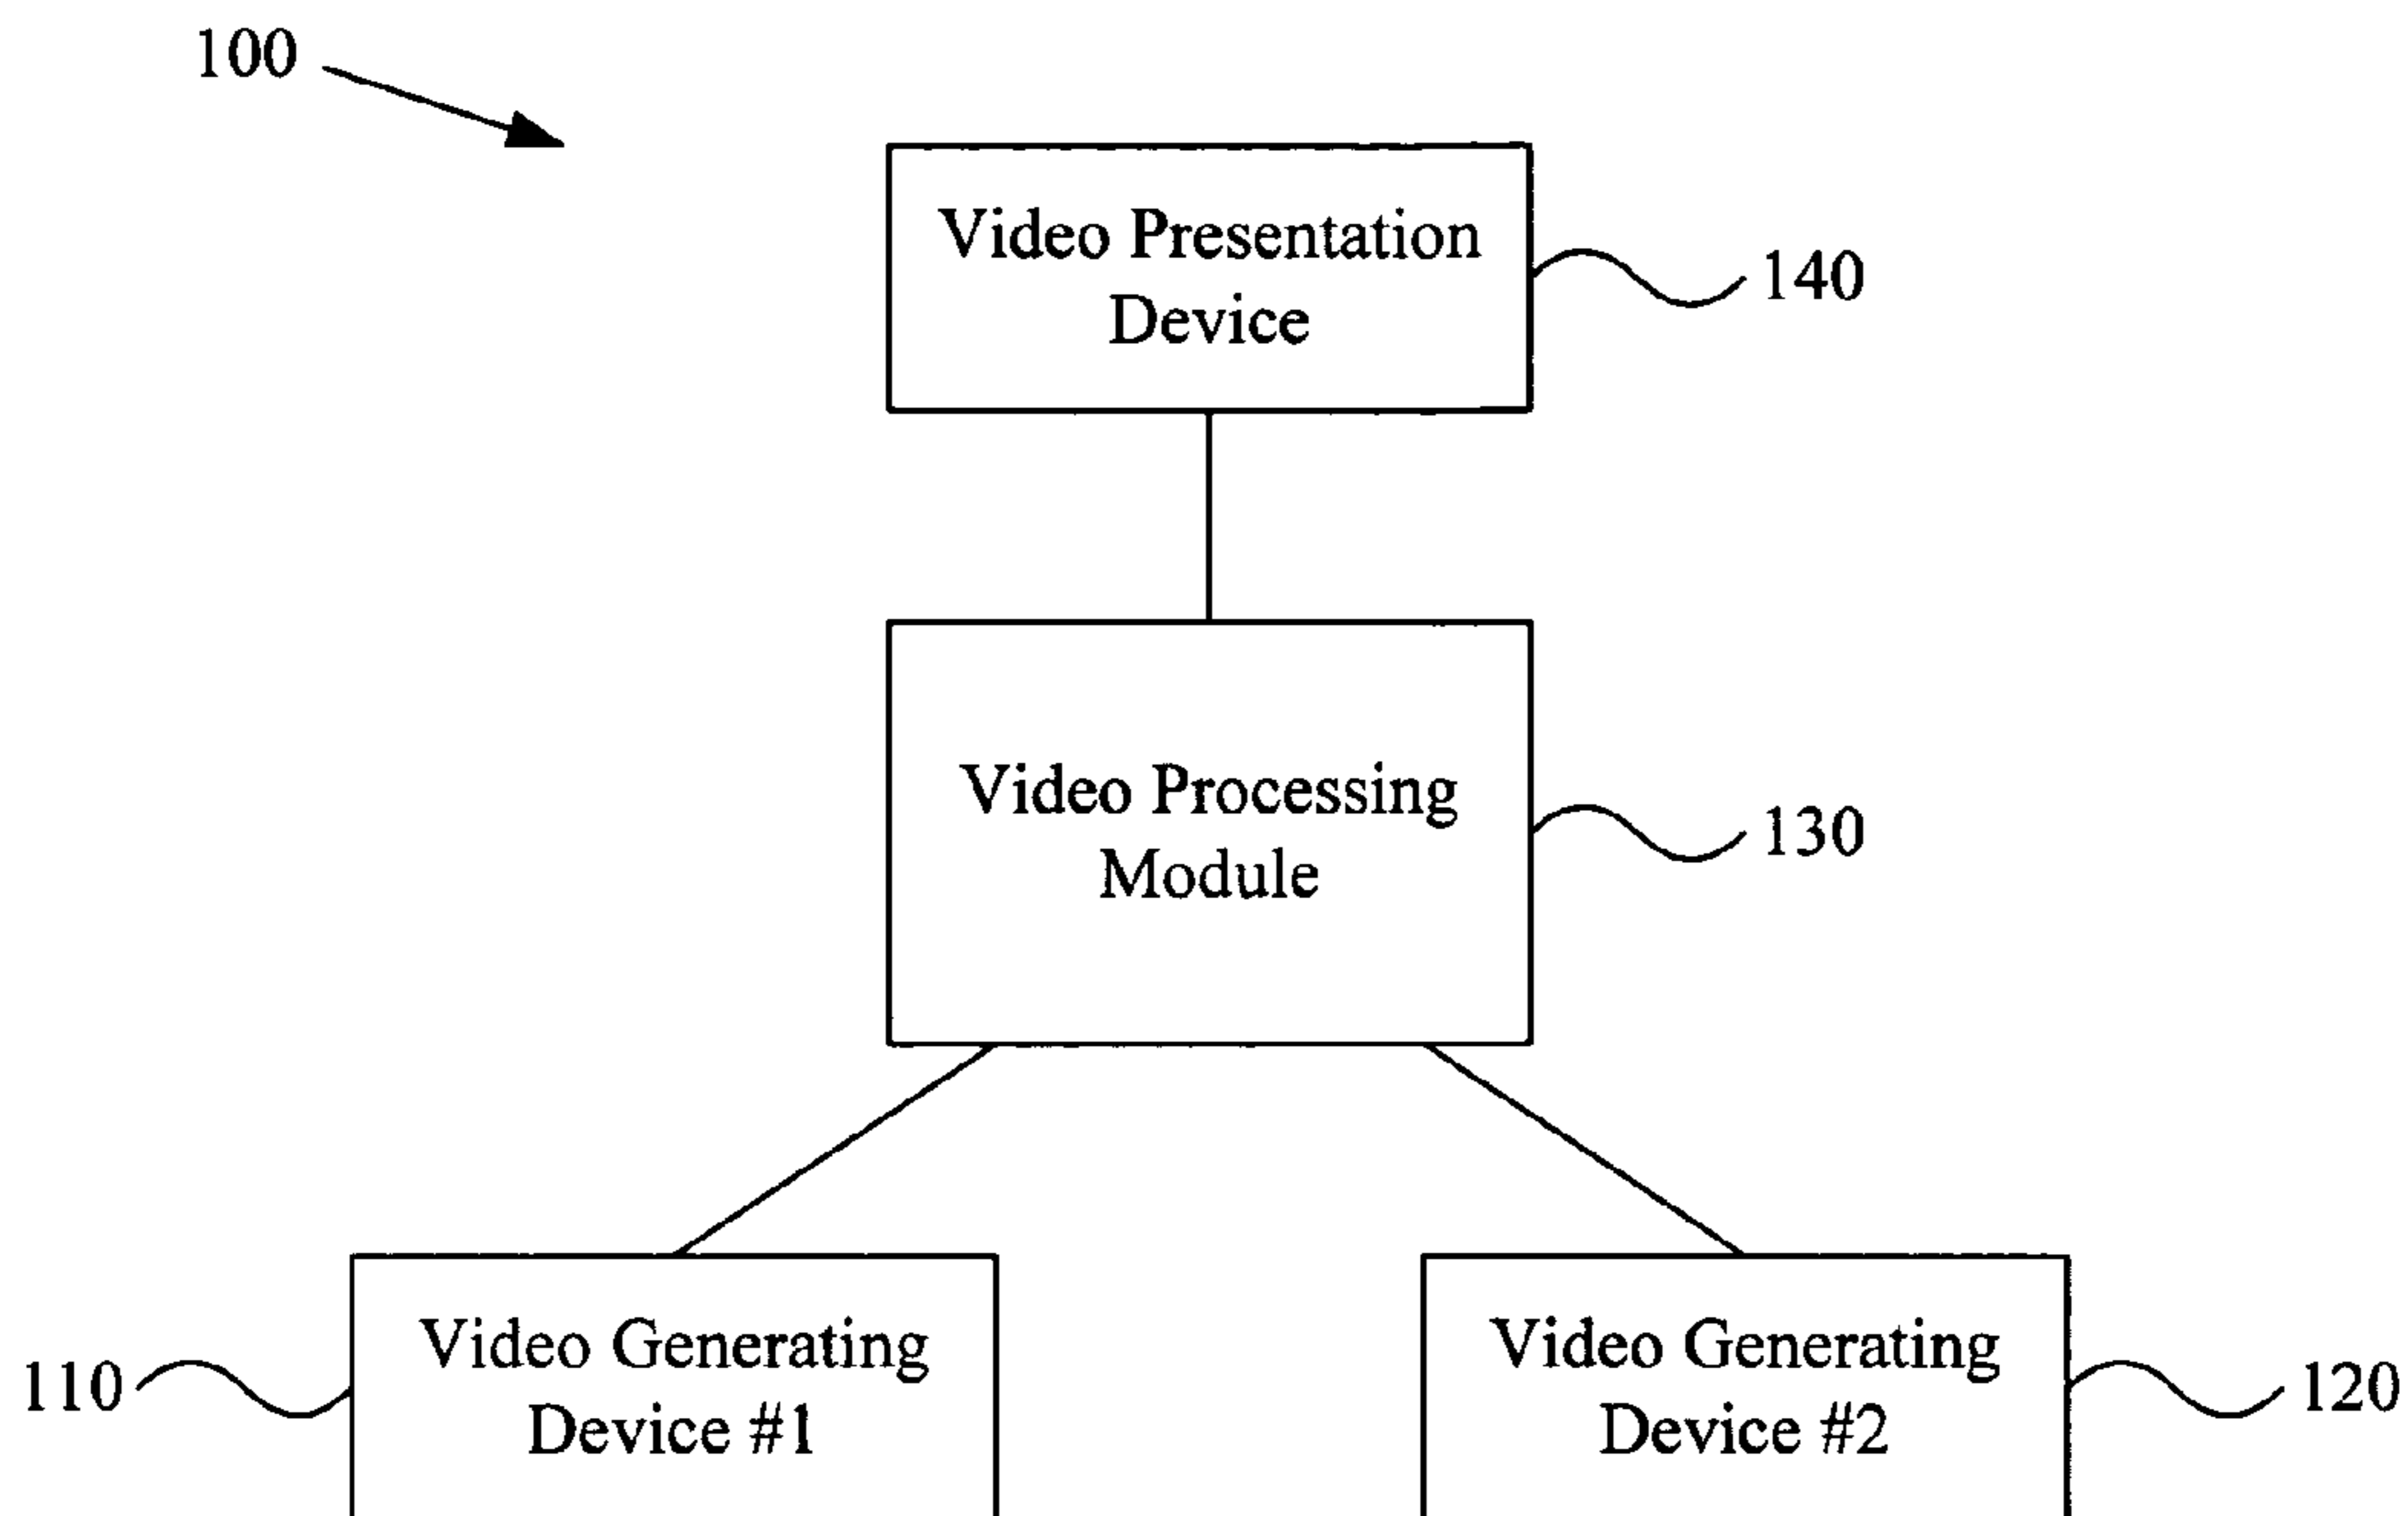 100
Video Presentation
Device
140
Video Processing
Module
130
110
Video Generating
Device #1
Video Generating
Device #2
120